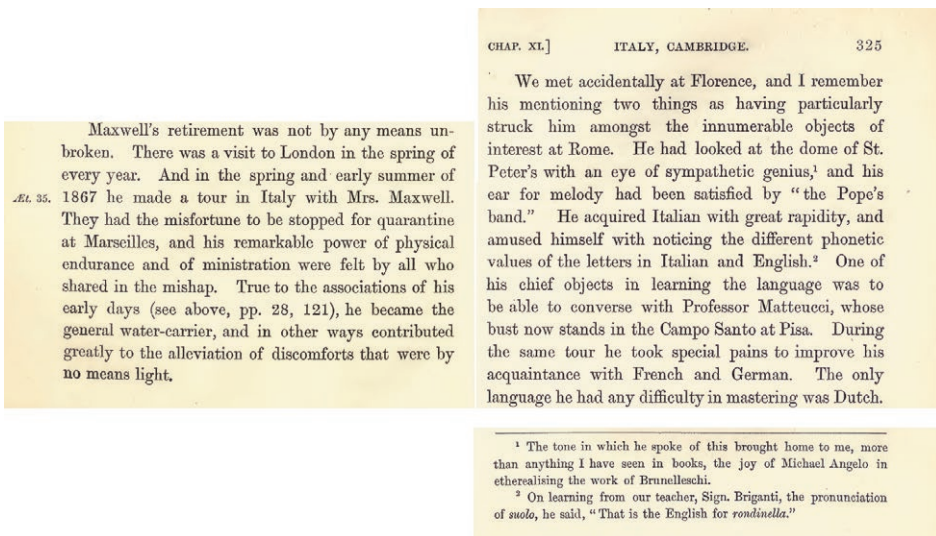 Maxwell's retirement was not by any means un-
broken. There was a visit to London in the spring of
every year. And in the spring and early summer of
Æt. 35. 1867 he made a tour in Italy with Mrs. Maxwell.
They had the misfortune to be stopped for quarantine
at Marseilles, and his remarkable power of physical
endurance and of ministration were felt by all who
shared in the mishap. True to the associations of his
early days (see above, pp. 28, 121), he became the
general water-carrier, and in other ways contributed
greatly to the alleviation of discomforts that were by
no means light.
CHAP. XI.] ITALY, CAMBRIDGE. 325
We met accidentally at Florence, and I remember
his mentioning two things as having particularly
struck him amongst the innumerable objects of
interest at Rome. He had looked at the dome of St.
Peter's with an eye of sympathetic genius,¹ and his
ear for melody had been satisfied by "the Pope's
band." He acquired Italian with great rapidity, and
amused himself with noticing the different phonetic
values of the letters in Italian and English.² One of
his chief objects in learning the language was to
be able to converse with Professor Matteucci, whose
bust now stands in the Campo Santo at Pisa. During
the same tour he took special pains to improve his
acquaintance with French and German. The only
language he had any difficulty in mastering was Dutch.
¹ The tone in which he spoke of this brought home to me, more
than anything I have seen in books, the joy of Michael Angelo in
etherealising the work of Brunelleschi.
² On learning from our teacher, Sign. Briganti, the pronunciation
of suolo, he said, "That is the English for rondinella."